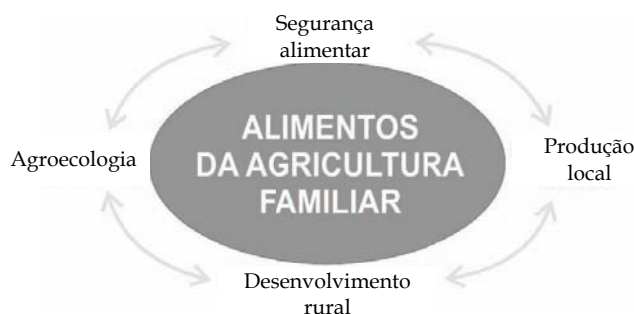 Segurança
alimentar
Agroecologia
ALIMENTOS
DA AGRICULTURA
FAMILIAR
Produção
local
Desenvolvimento
rural